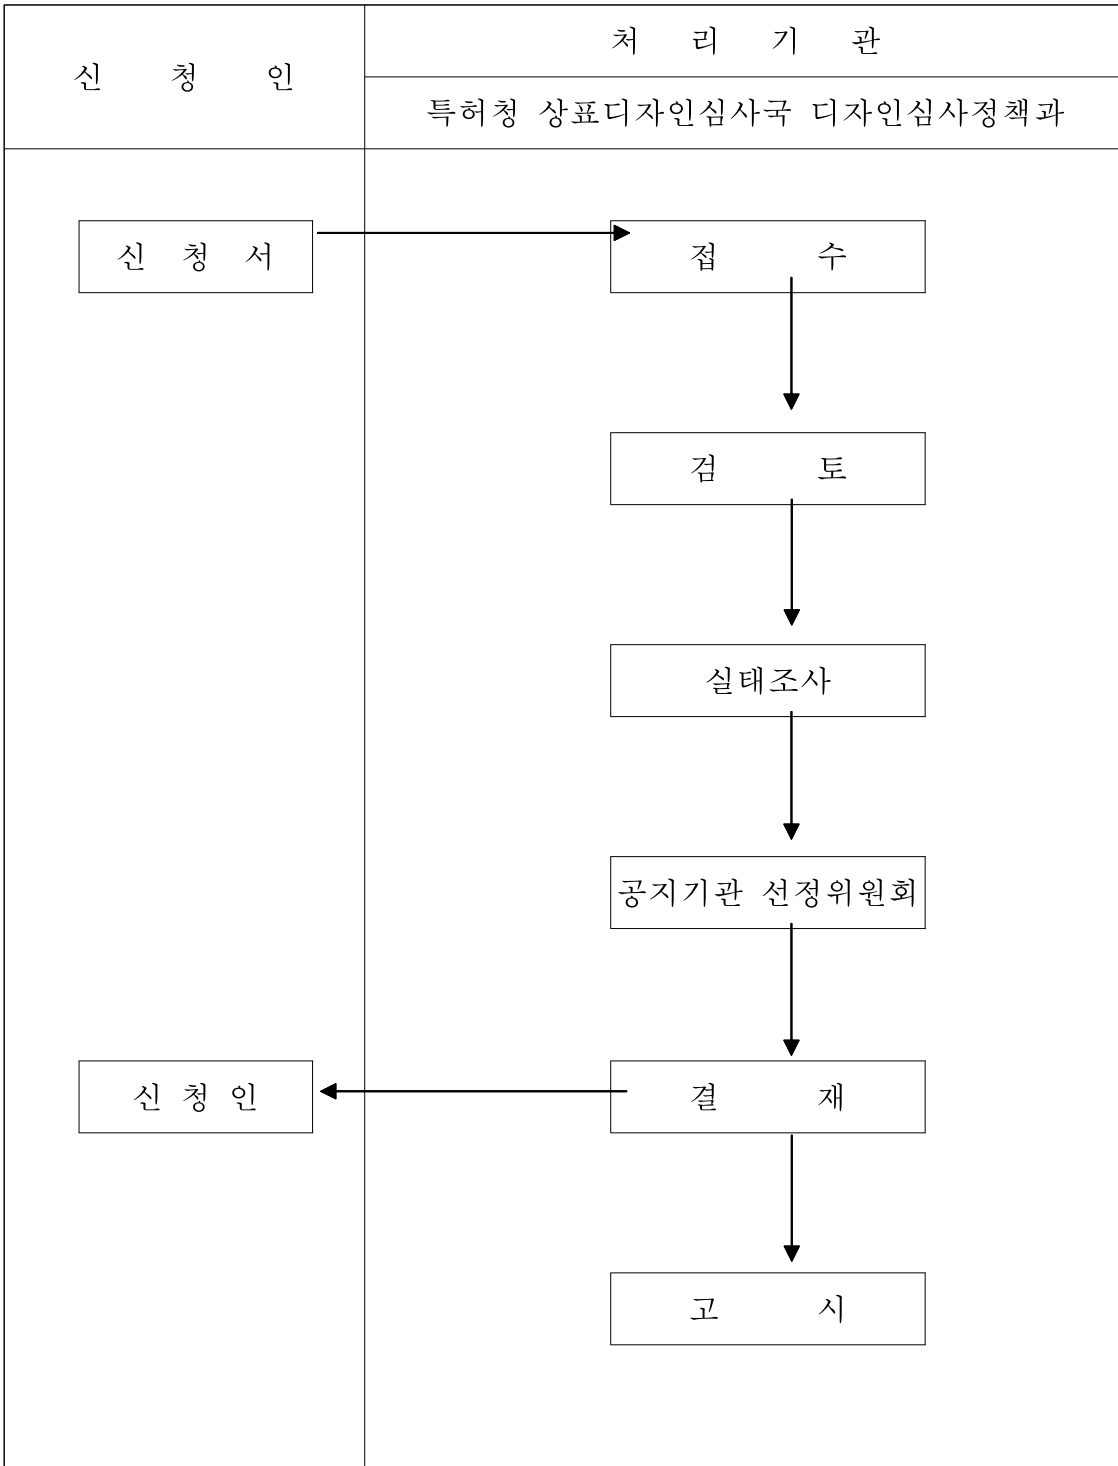 처 리 기 관
신 청 인
특허청 상표디자인심사국 디자인심사정책과
신 청 서
접 수
검 토
실태조사
공지기관 선정위원회
신 청 인
결 재
고 시